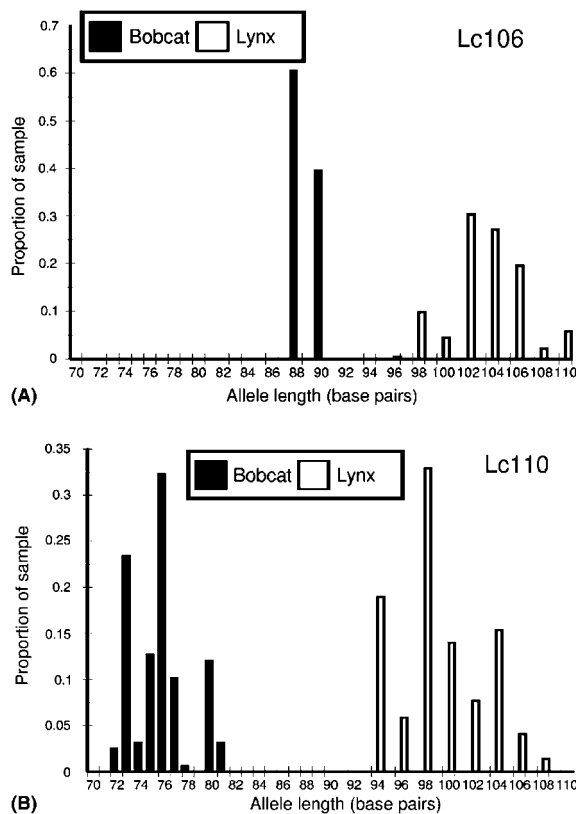 Bobcat Lynx
Lc106
Proportion of sample
0.7
0.6
0.5
0.4
0.3
0.2
0.1
0
70 72 74 76 78 80 82 84 86 88 90 92 94 96 98 100 102 104 106 108 110
(A) Allele length (base pairs)
Bobcat Lynx
Lc110
Proportion of sample
0.35
0.3
0.25
0.2
0.15
0.1
0.05
0
70 72 74 76 78 80 82 84 86 88 90 92 94 96 98 100 102 104 106 108 110
(B) Allele length (base pairs)